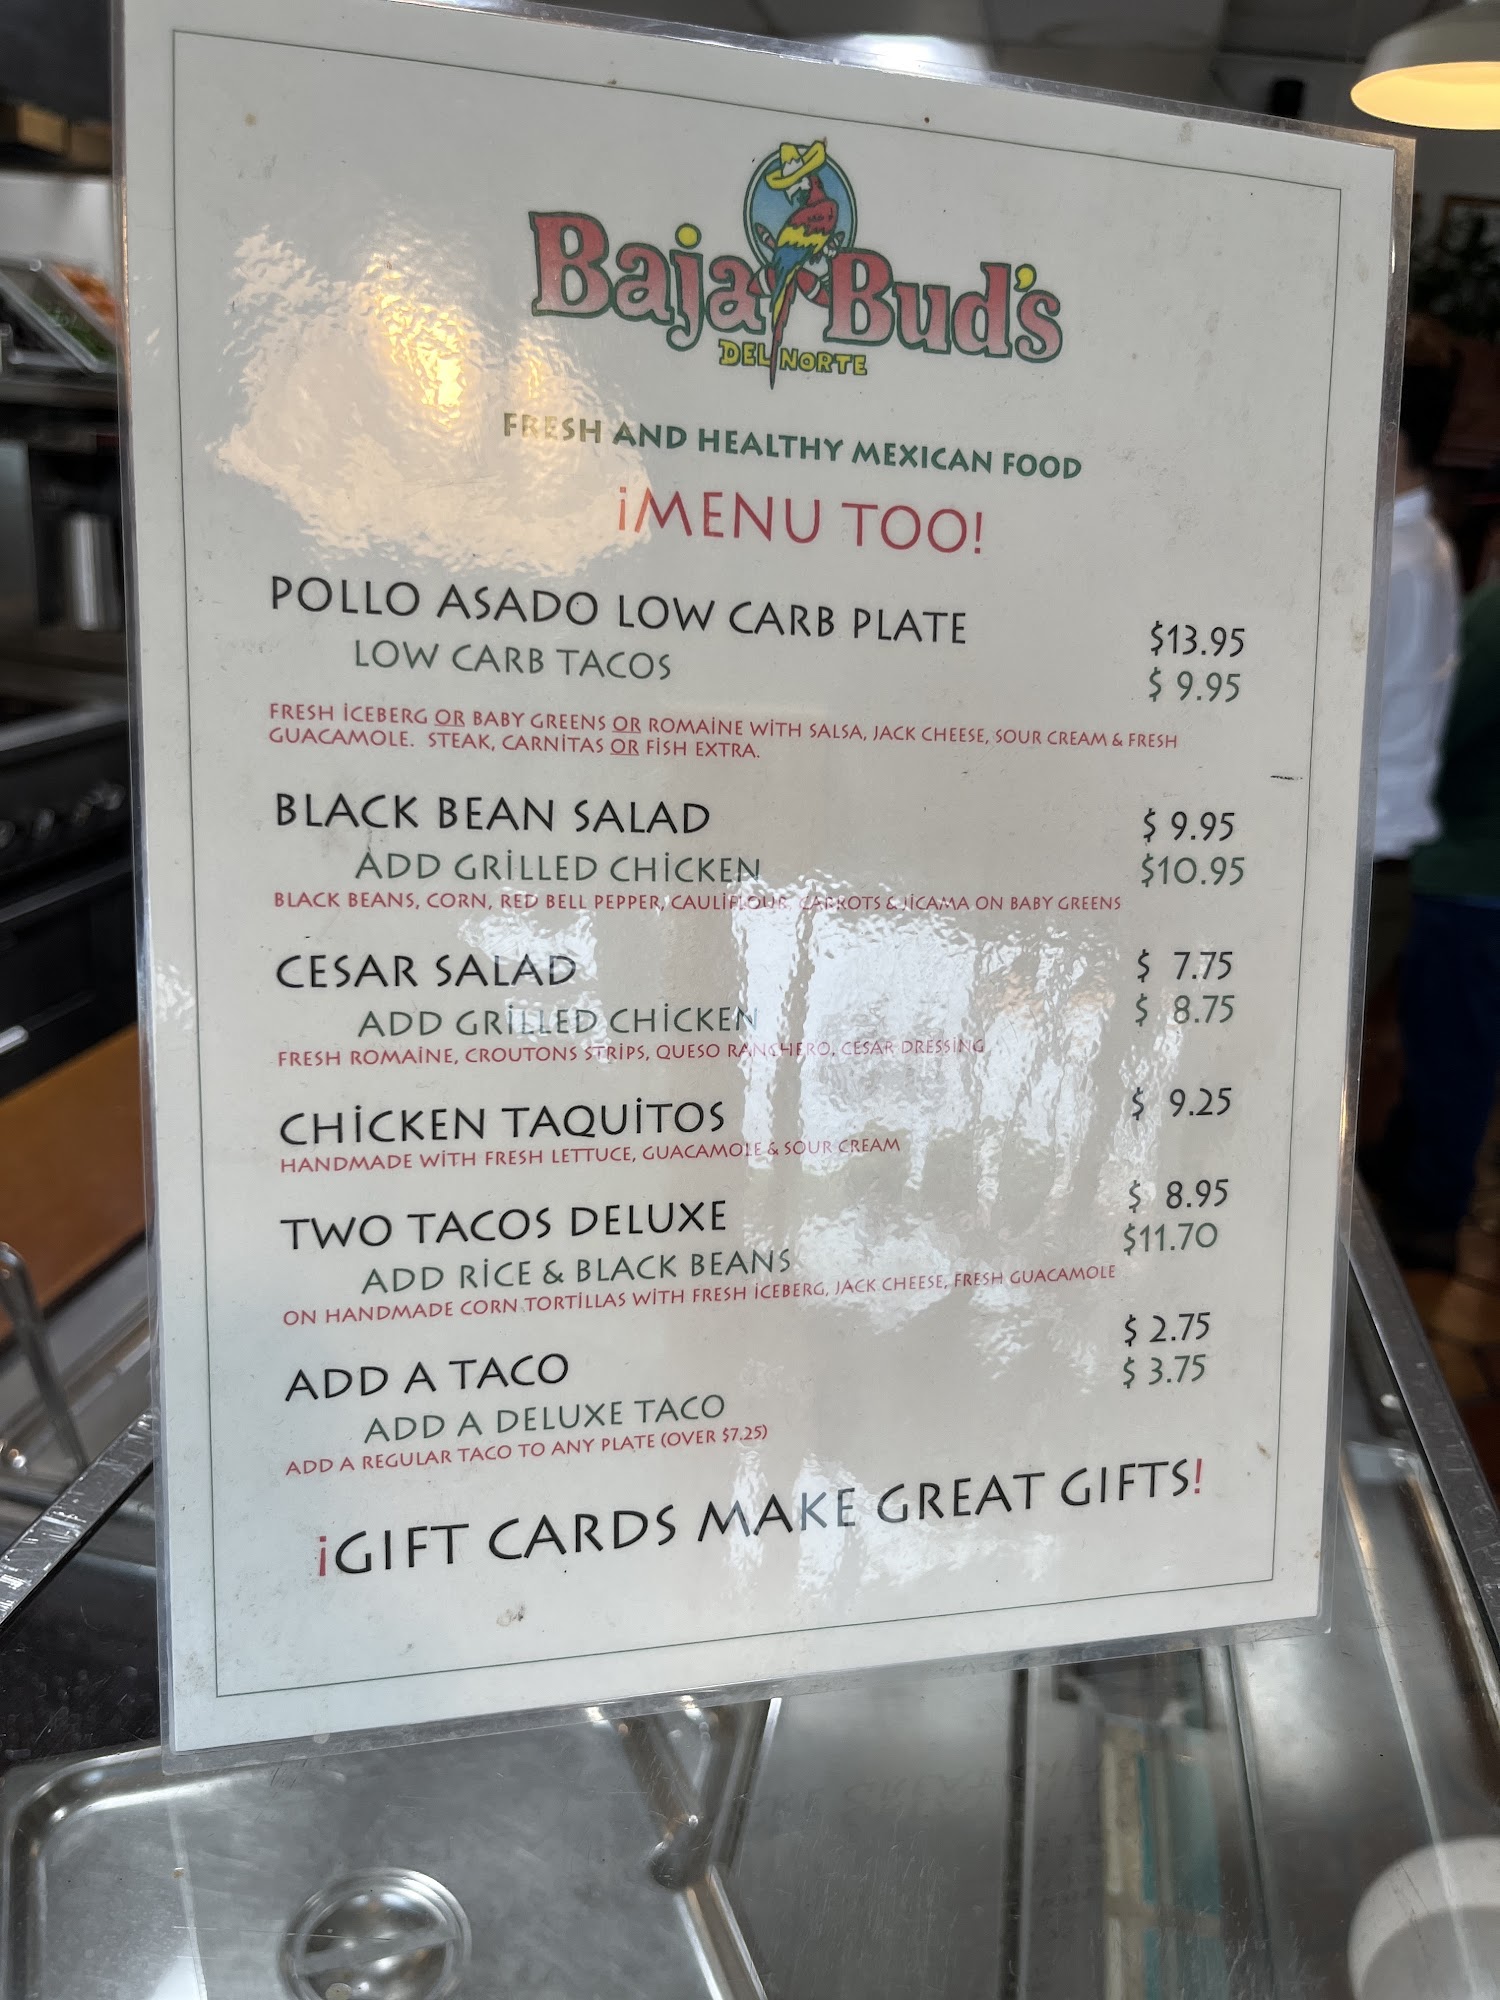 Baja Bud's
DEL NORTE
FRESH AND HEALTHY MEXICAN FOOD
¡MENU TOO!
POLLO ASADO LOW CARB PLATE $13.95
LOW CARB TACOS $ 9.95
FRESH ICEBERG OR BABY GREENS OR ROMAINE WITH SALSA, JACK CHEESE, SOUR CREAM & FRESH
GUACAMOLE. STEAK, CARNITAS OR FISH EXTRA.
BLACK BEAN SALAD $ 9.95
ADD GRILLED CHICKEN $10.95
BLACK BEANS, CORN, RED BELL PEPPER, CAULIFLOUR, CARROTS & JICAMA ON BABY GREENS
CESAR SALAD $ 7.75
ADD GRILLED CHICKEN $ 8.75
FRESH ROMAINE, CROUTONS STRIPS, QUESO RANCHERO, CESAR DRESSING
CHICKEN TAQUITOS $ 9.25
HANDMADE WITH FRESH LETTUCE, GUACAMOLE & SOUR CREAM
TWO TACOS DELUXE $ 8.95
ADD RICE & BLACK BEANS $11.70
ON HANDMADE CORN TORTILLAS WITH FRESH ICEBERG, JACK CHEESE, FRESH GUACAMOLE
ADD A TACO $ 2.75
ADD A DELUXE TACO $ 3.75
ADD A REGULAR TACO TO ANY PLATE (OVER $7.25)
¡GIFT CARDS MAKE GREAT GIFTS!